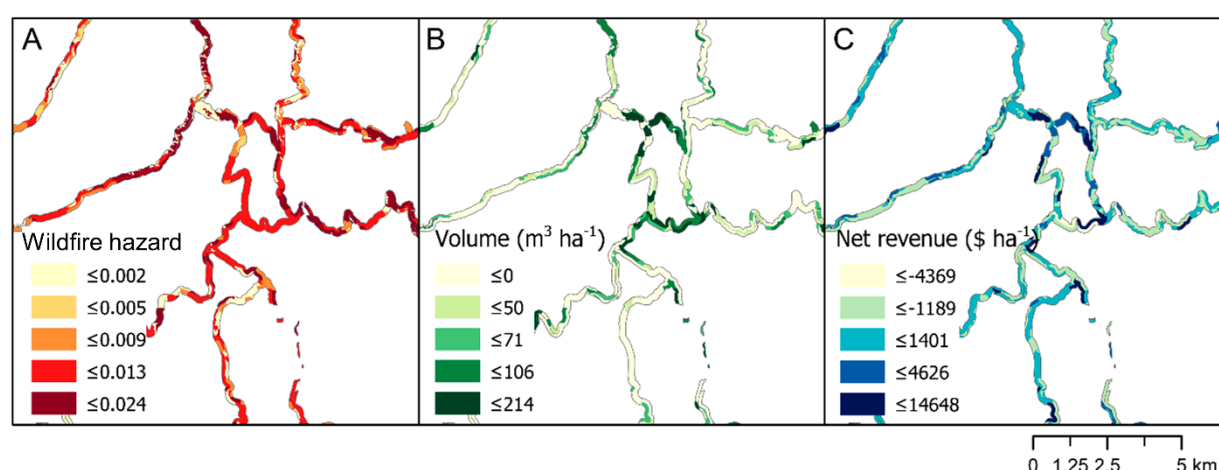 A
Wildfire hazard
≤0.002
≤0.005
≤0.009
≤0.013
≤0.024
B
Volume (m³ ha⁻¹)
≤0
≤50
≤71
≤106
≤214
C
Net revenue ($ ha⁻¹)
≤-4369
≤-1189
≤1401
≤4626
≤14648
0 1.25 2.5 5 km